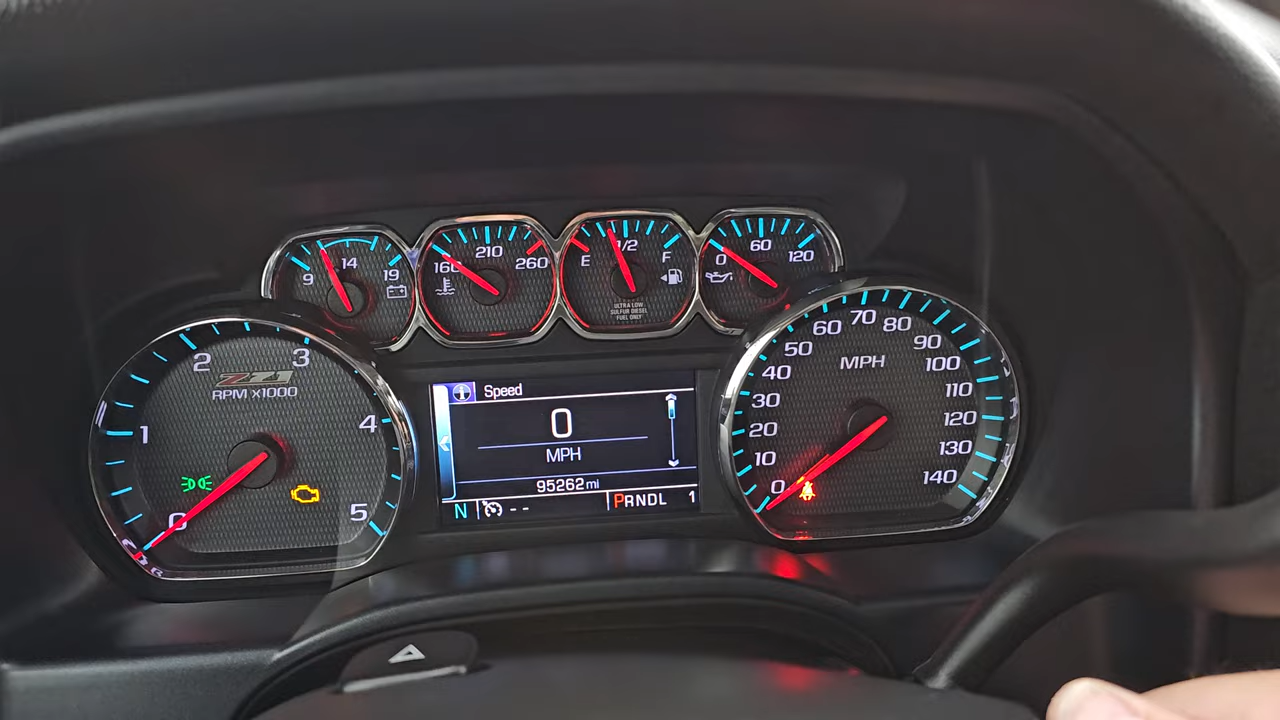 9 14 19
160 210 260
E 1/2 F
ULTRA LOW
SULFUR DIESEL
FUEL ONLY
0 60 120
0 1 2 3 4 5
Z71
RPM X1000
Speed
0
MPH
95262 mi
N -- PRNDL 1
MPH
0 10 20 30 40 50 60 70 80 90 100 110 120 130 140